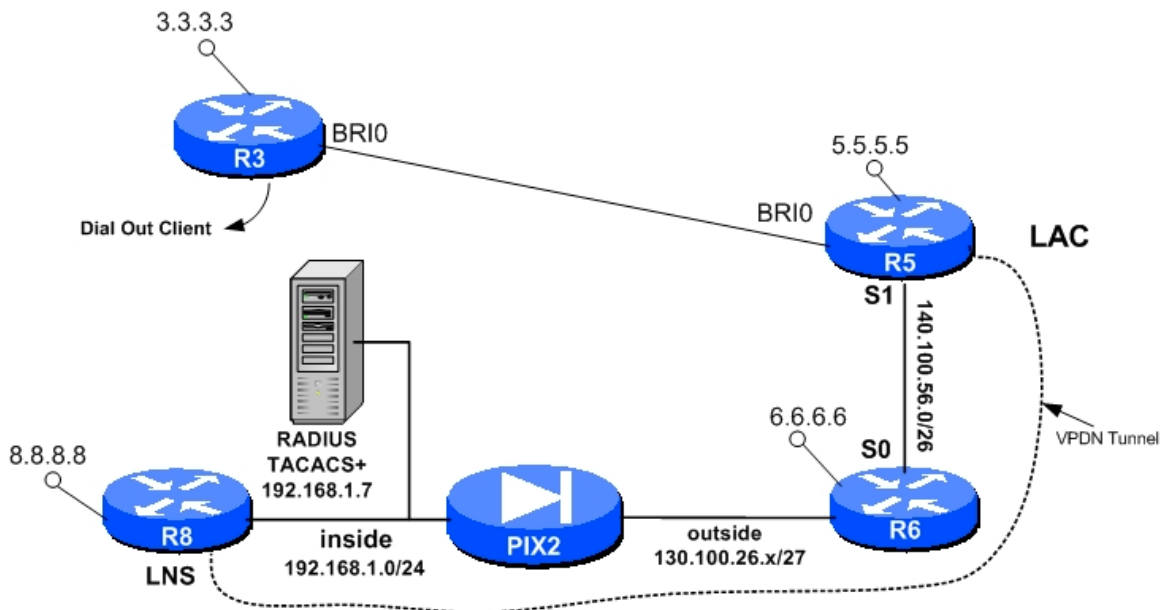 3.3.3.3
R3
BRI0
Dial Out Client
5.5.5.5
BRI0
R5
LAC
S1
140.100.56.0/26
RADIUS
TACACS+
192.168.1.7
6.6.6.6
S0
VPDN Tunnel
8.8.8.8
R8
LNS
inside
192.168.1.0/24
PIX2
outside
130.100.26.x/27
R6